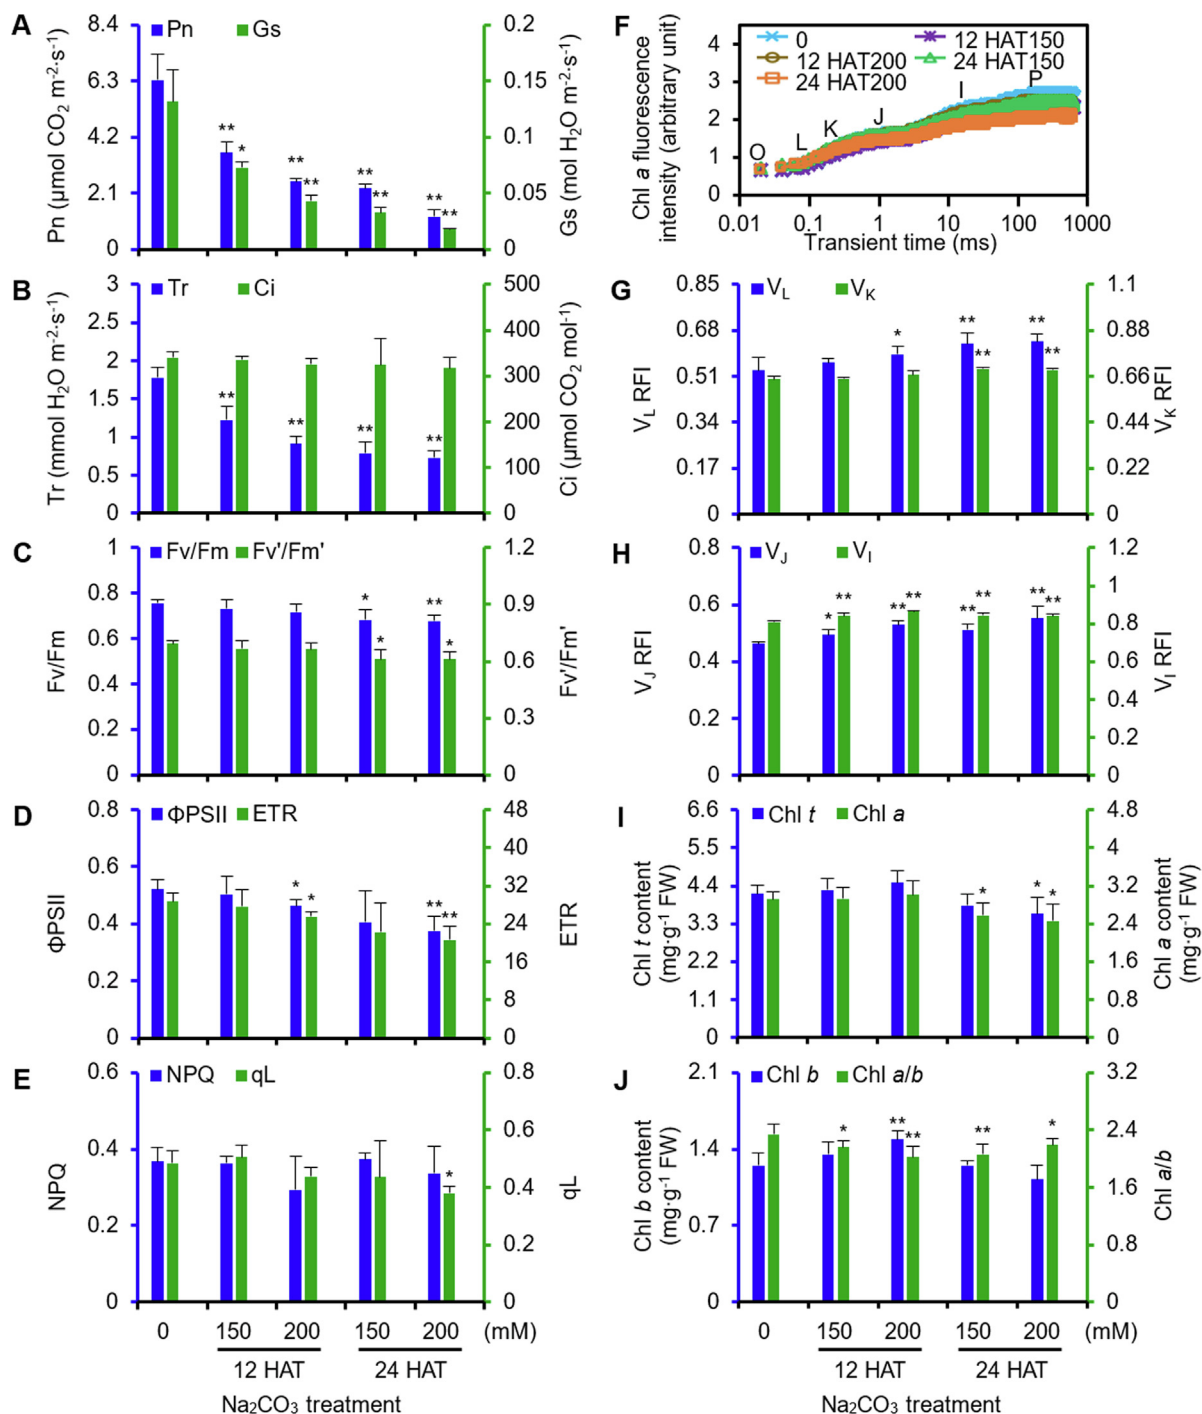 A
Pn Gs
Pn (µmol CO₂ m⁻²·s⁻¹)
8.4
6.3
4.2
2.1
0
** *
** **
** **
** **
0.2
0.15
0.1
0.05
0
Gs (mol H₂O m⁻²·s⁻¹)
B
Tr Ci
Tr (mmol H₂O m⁻²·s⁻¹)
3
2.5
2
1.5
1
0.5
0
**
**
**
**
500
400
300
200
100
0
Ci (µmol CO₂ mol⁻¹)
C
Fv/Fm Fv'/Fm'
Fv/Fm
1
0.8
0.6
0.4
0.2
0
* *
** *
1.2
0.9
0.6
0.3
0
Fv'/Fm'
D
ΦPSII ETR
ΦPSII
0.8
0.6
0.4
0.2
0
* *
** **
48
40
32
24
16
8
0
ETR
E
NPQ qL
NPQ
0.6
0.4
0.2
0
*
0.8
0.6
0.4
0.2
0
qL
0 150 200 150 200 (mM)
12 HAT 24 HAT
Na₂CO₃ treatment
F
0 12 HAT150
12 HAT200 24 HAT150
24 HAT200
Chl a fluorescence
intensity (arbitrary unit)
4
3
2
1
0
O L K J I P
0.01 0.1 1 10 100 1000
Transient time (ms)
G
V_L V_K
V_L RFI
0.85
0.68
0.51
0.34
0.17
0
*
** **
** **
1.1
0.88
0.66
0.44
0.22
0
V_K RFI
H
V_J V_I
V_J RFI
0.8
0.6
0.4
0.2
0
* **
** **
** **
** **
1.2
1
0.8
0.6
0.4
0.2
0
V_I RFI
I
Chl t Chl a
Chl t content
(mg·g⁻¹ FW)
6.6
5.5
4.4
3.3
2.2
1.1
0
*
* *
4.8
4
3.2
2.4
1.6
0.8
0
Chl a content
(mg·g⁻¹ FW)
J
Chl b Chl a/b
Chl b content
(mg·g⁻¹ FW)
2.1
1.4
0.7
0
*
** **
**
*
3.2
2.4
1.6
0.8
0
Chl a/b
0 150 200 150 200 (mM)
12 HAT 24 HAT
Na₂CO₃ treatment